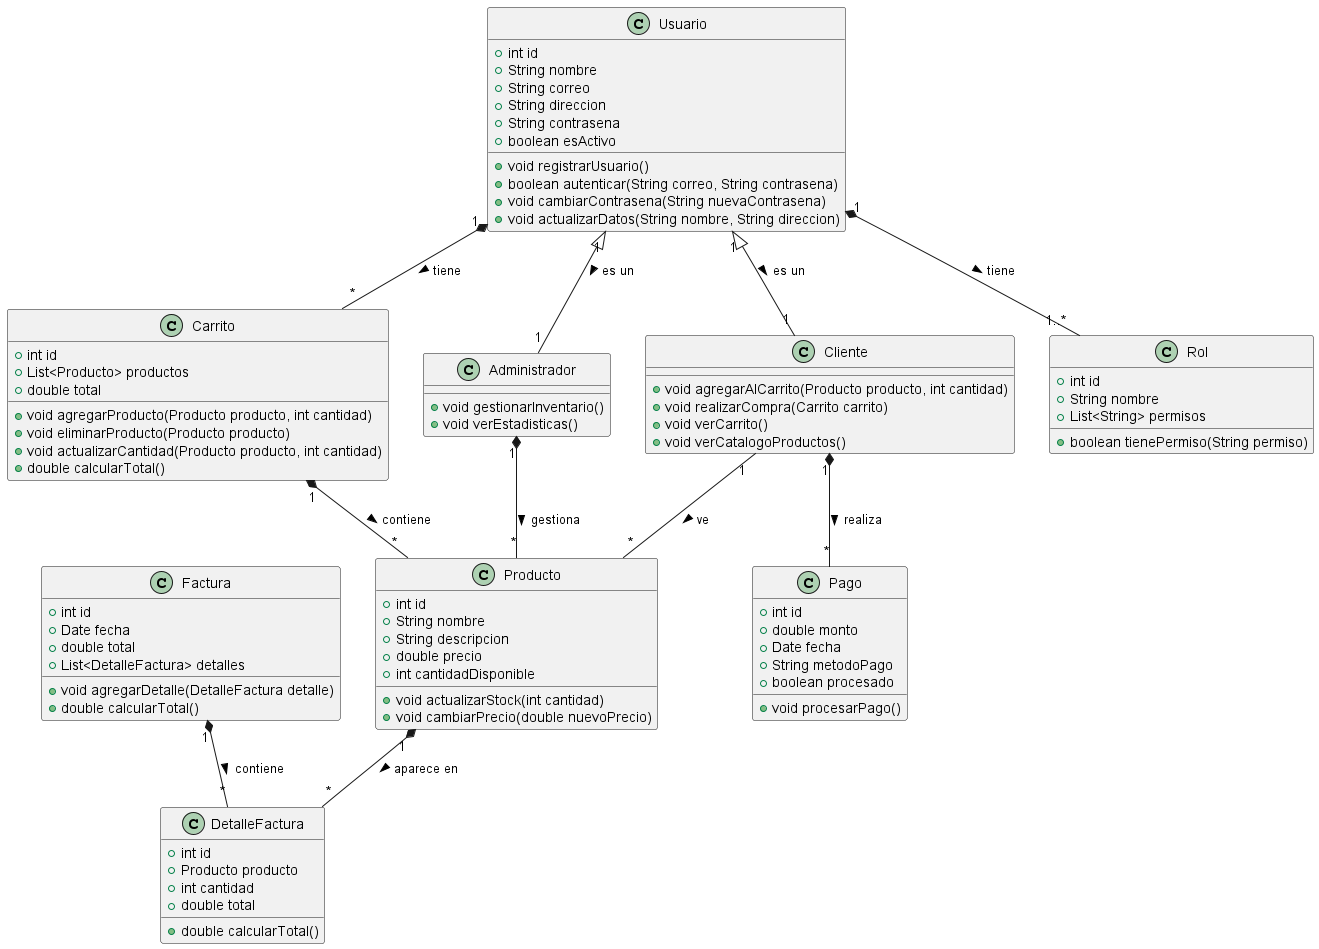 C Usuario
int id
String nombre
String correo
String direccion
String contrasena
boolean esActivo
void registrarUsuario()
boolean autenticar(String correo, String contrasena)
void cambiarContrasena(String nuevaContrasena)
void actualizarDatos(String nombre, String direccion)
1
1
1
1
tiene
es un
es un
tiene
*
1
1
1..*
C Carrito
int id
List<Producto> productos
double total
void agregarProducto(Producto producto, int cantidad)
void eliminarProducto(Producto producto)
void actualizarCantidad(Producto producto, int cantidad)
double calcularTotal()
C Administrador
void gestionarInventario()
void verEstadisticas()
C Cliente
void agregarAlCarrito(Producto producto, int cantidad)
void realizarCompra(Carrito carrito)
void verCarrito()
void verCatalogoProductos()
C Rol
int id
String nombre
List<String> permisos
boolean tienePermiso(String permiso)
1
1
1
1
contiene
gestiona
ve
realiza
*
*
*
*
C Factura
int id
Date fecha
double total
List<DetalleFactura> detalles
void agregarDetalle(DetalleFactura detalle)
double calcularTotal()
C Producto
int id
String nombre
String descripcion
double precio
int cantidadDisponible
void actualizarStock(int cantidad)
void cambiarPrecio(double nuevoPrecio)
C Pago
int id
double monto
Date fecha
String metodoPago
boolean procesado
void procesarPago()
1
1
contiene
aparece en
*
*
C DetalleFactura
int id
Producto producto
int cantidad
double total
double calcularTotal()